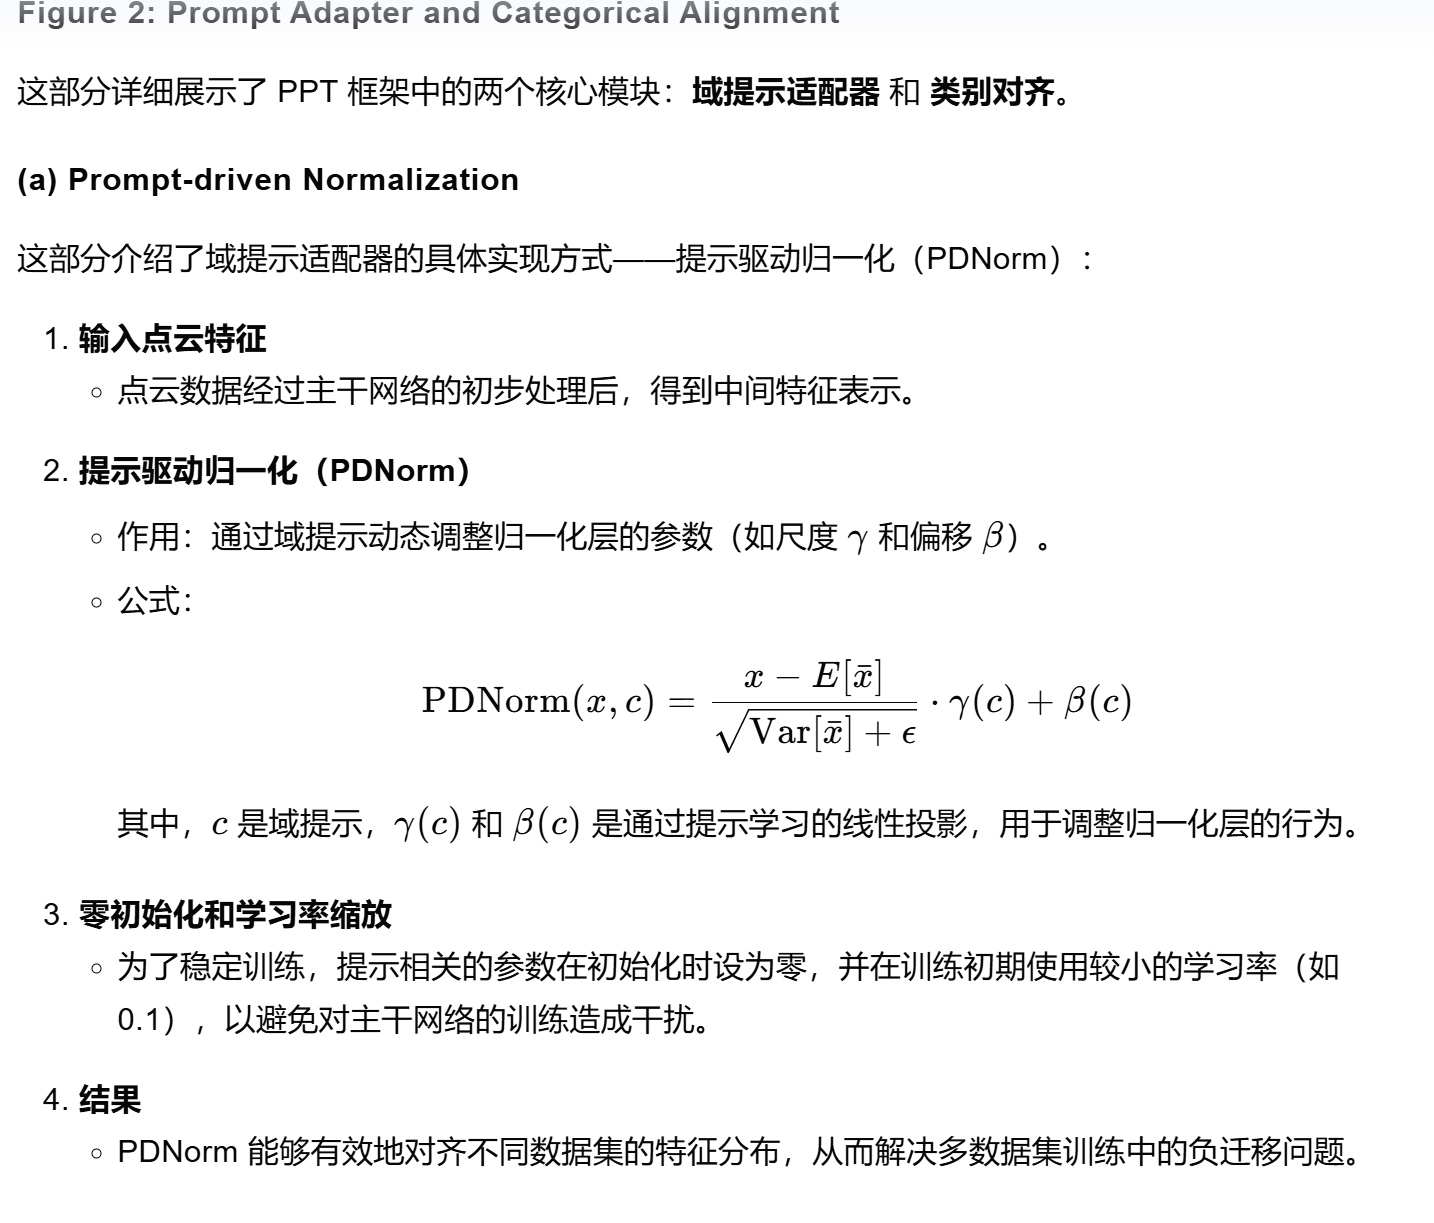 Figure 2: Prompt Adapter and Categorical Alignment
这部分详细展示了 PPT 框架中的两个核心模块：域提示适配器 和 类别对齐。
(a) Prompt-driven Normalization
这部分介绍了域提示适配器的具体实现方式——提示驱动归一化（PDNorm）：
1. 输入点云特征
○ 点云数据经过主干网络的初步处理后，得到中间特征表示。
2. 提示驱动归一化（PDNorm）
○ 作用：通过域提示动态调整归一化层的参数（如尺度 γ 和偏移 β）。
○ 公式：
PDNorm(x, c) = \frac{x − E[x̄]}{\sqrt{Var[x̄] + ϵ}} · γ(c) + β(c)
其中，c 是域提示，γ(c) 和 β(c) 是通过提示学习的线性投影，用于调整归一化层的行为。
3. 零初始化和学习率缩放
○ 为了稳定训练，提示相关的参数在初始化时设为零，并在训练初期使用较小的学习率（如
0.1），以避免对主干网络的训练造成干扰。
4. 结果
○ PDNorm 能够有效地对齐不同数据集的特征分布，从而解决多数据集训练中的负迁移问题。